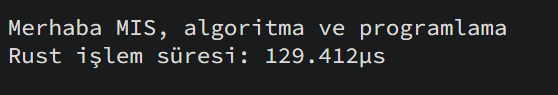 Merhaba MIS, algoritma ve programlama
Rust işlem süresi: 129.412µs